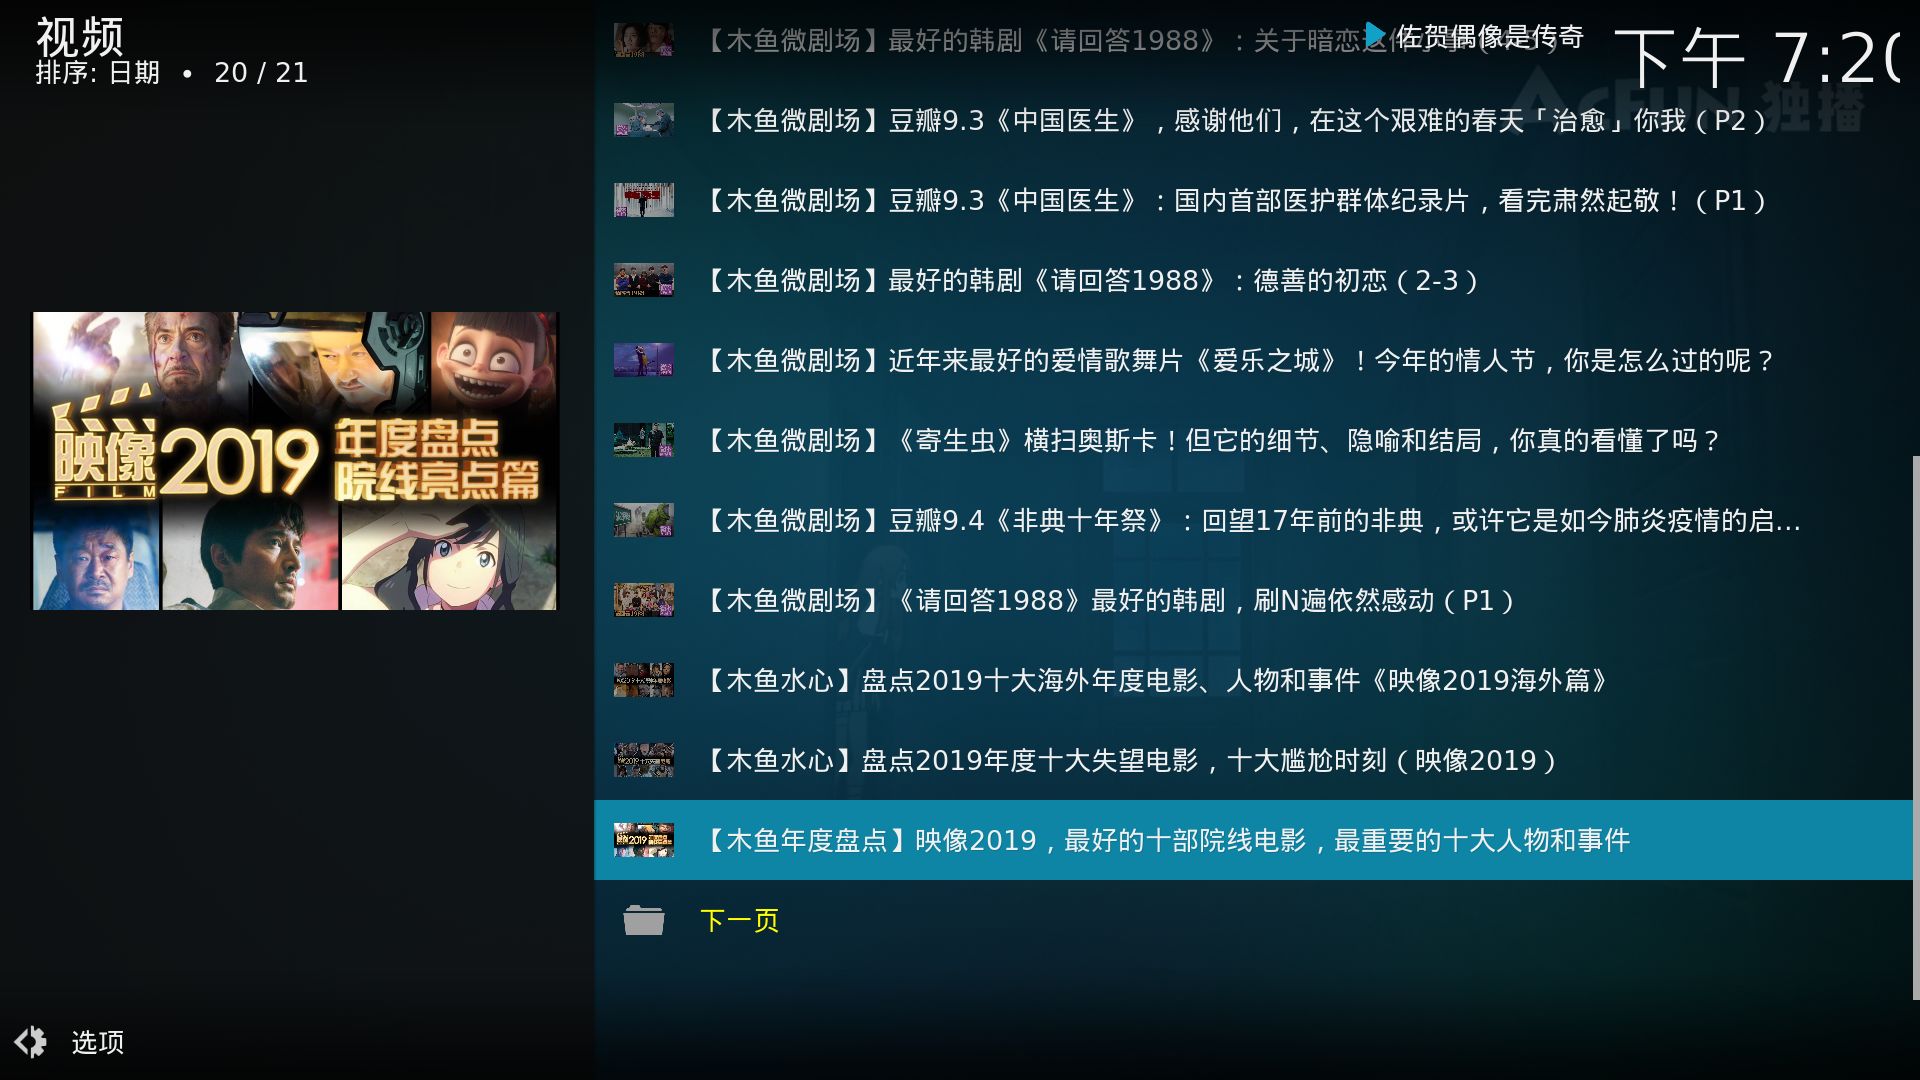 视频
排序: 日期 • 20 / 21
佐贺偶像是传奇
下午 7:20
AcFun 独播
【木鱼微剧场】最好的韩剧《请回答1988》：关于暗恋这件小事
【木鱼微剧场】豆瓣9.3《中国医生》，感谢他们，在这个艰难的春天「治愈」你我（P2）
【木鱼微剧场】豆瓣9.3《中国医生》：国内首部医护群体纪录片，看完肃然起敬！（P1）
【木鱼微剧场】最好的韩剧《请回答1988》：德善的初恋（2-3）
【木鱼微剧场】近年来最好的爱情歌舞片《爱乐之城》！今年的情人节，你是怎么过的呢？
【木鱼微剧场】《寄生虫》横扫奥斯卡！但它的细节、隐喻和结局，你真的看懂了吗？
【木鱼微剧场】豆瓣9.4《非典十年祭》：回望17年前的非典，或许它是如今肺炎疫情的启...
【木鱼微剧场】《请回答1988》最好的韩剧，刷N遍依然感动（P1）
【木鱼水心】盘点2019十大海外年度电影、人物和事件《映像2019海外篇》
【木鱼水心】盘点2019年度十大失望电影，十大尴尬时刻（映像2019）
【木鱼年度盘点】映像2019，最好的十部院线电影，最重要的十大人物和事件
下一页
映像2019 年度盘点
FILM 院线亮点篇
选项